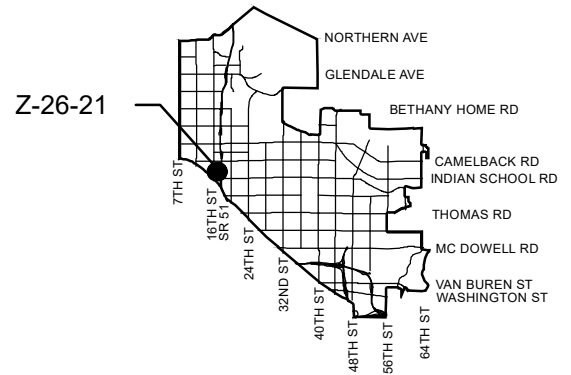 NORTHERN AVE
GLENDALE AVE
Z-26-21
BETHANY HOME RD
CAMELBACK RD
INDIAN SCHOOL RD
THOMAS RD
MC DOWELL RD
VAN BUREN ST
WASHINGTON ST
7TH ST
16TH ST
SR 51
24TH ST
32ND ST
40TH ST
48TH ST
56TH ST
64TH ST